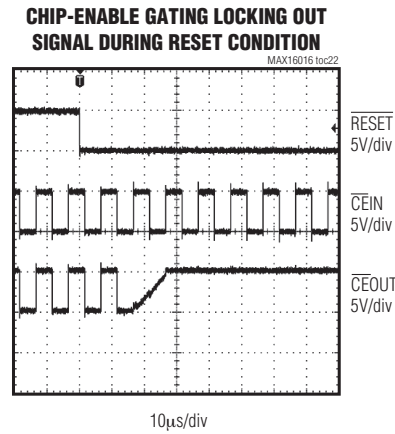 CHIP-ENABLE GATING LOCKING OUT
SIGNAL DURING RESET CONDITION
MAX16016 toc22
T
RESET
5V/div
CEIN
5V/div
CEOUT
5V/div
10μs/div